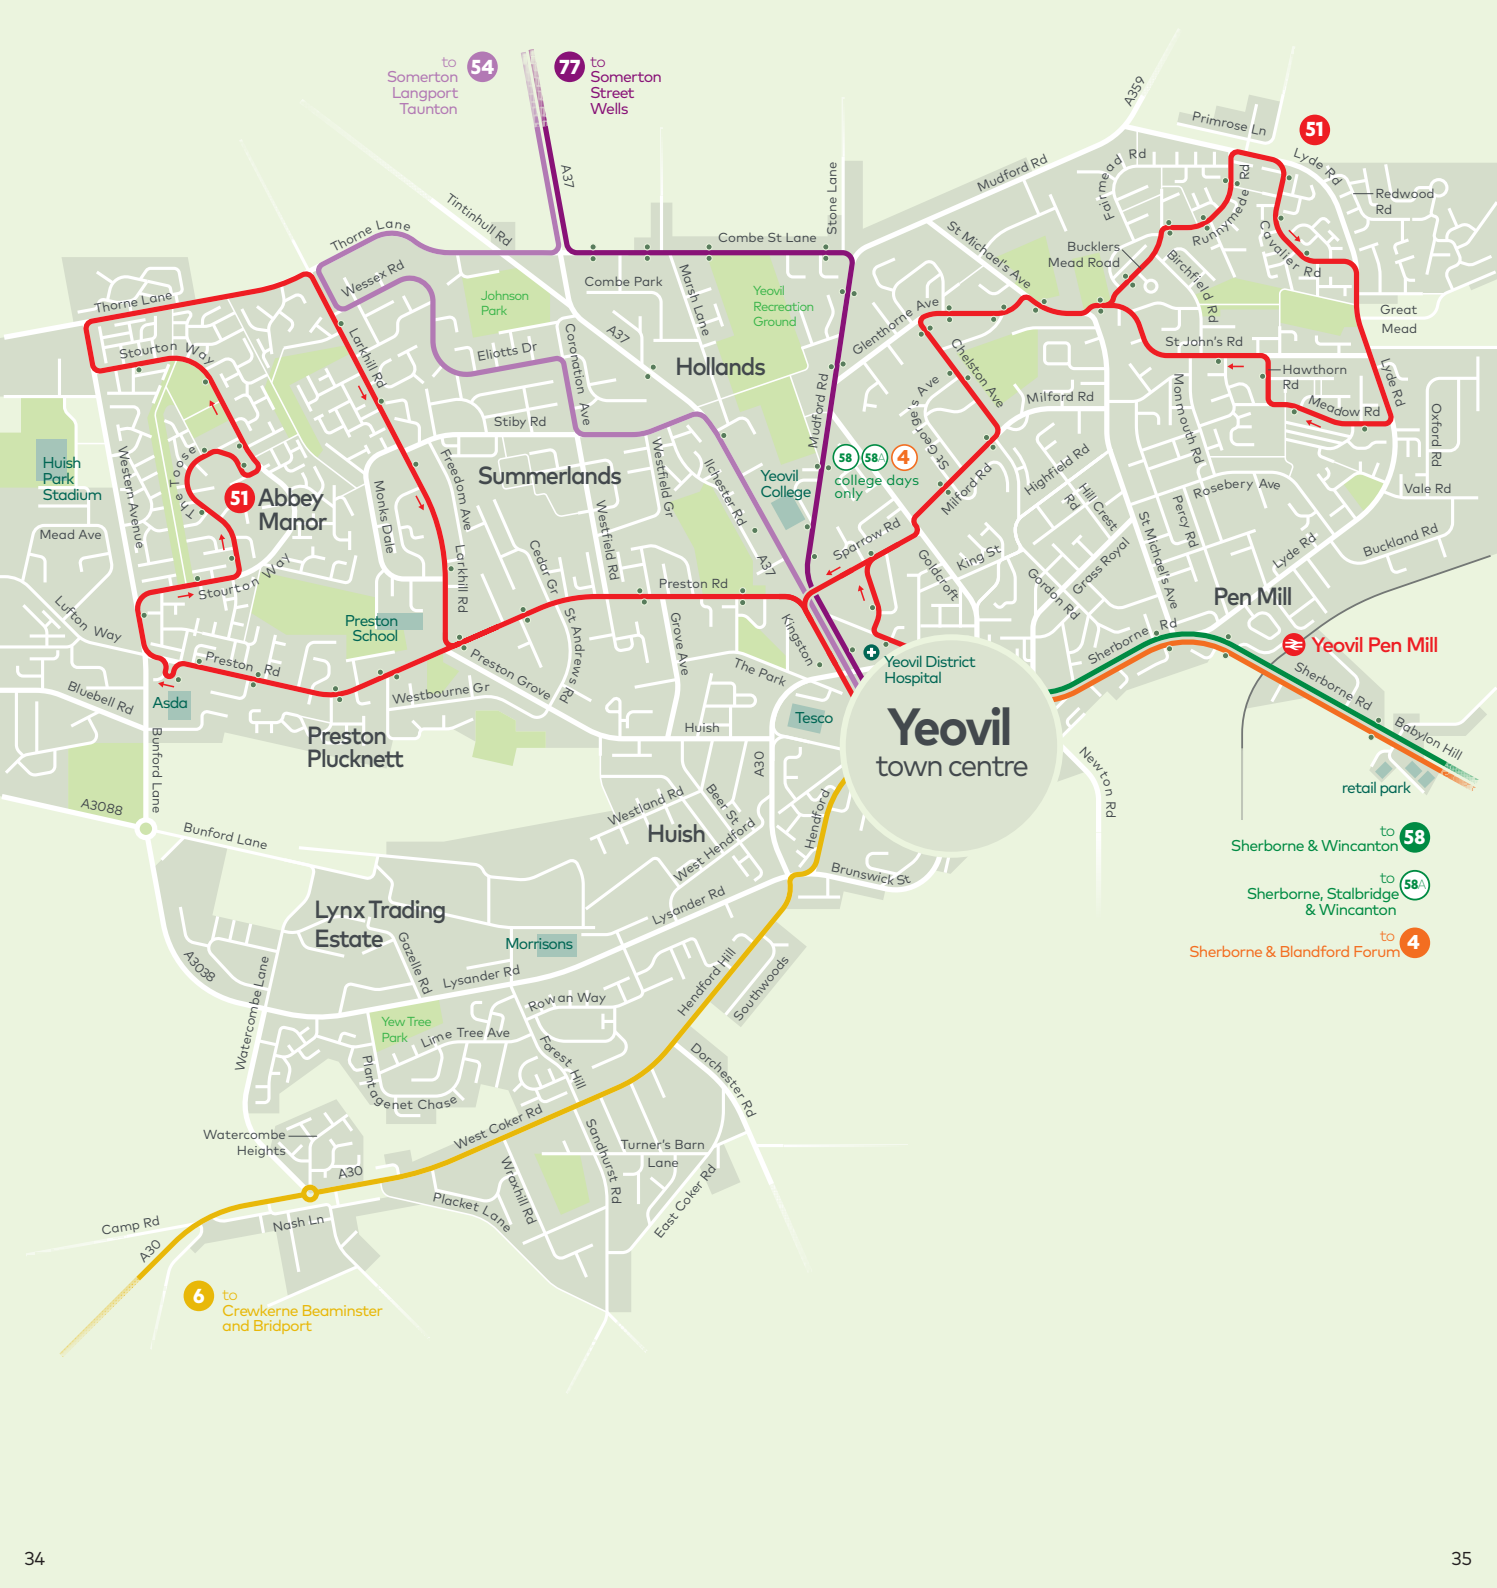 to
Somerton
Langport
Taunton
54
77
to
Somerton
Street
Wells
A37
Tintinhull Rd
Thorne Lane
Wessex Rd
Johnson
Park
Eliotts Dr
Coronation Ave
A37
Combe Park
Marsh Lane
Combe St Lane
Stone Lane
Yeovil
Recreation
Ground
Hollands
Mudford Rd
A359
Primrose Ln
51
Lyde Rd
Redwood
Rd
Fairmead Rd
Runnymede Rd
Cavalier Rd
Bucklers
Mead Road
Birchfield Rd
St Michael's Ave
Glenthorne Ave
Great
Mead
St John's Rd
Hawthorn
Rd
Meadow Rd
Lyde Rd
Oxford Rd
Monmouth Rd
Milford Rd
Chelston Ave
St George's Ave
Mudford Rd
58
58A
4
college days
only
Yeovil
College
Milford Rd
Highfield Rd
Hill Crest
Rd
Rosebery Ave
Percy Rd
Vale Rd
Buckland Rd
Lyde Rd
St Michael's Ave
Grass Royal
Gordon Rd
King St
Goldcroft
Sparrow Rd
Pen Mill
Sherborne Rd
Yeovil Pen Mill
Sherborne Rd
Babylon Hill
retail park
Newton Rd
Thorne Lane
Stourton Way
Larkhill Rd
Huish
Park
Stadium
Western Avenue
The Toose
51
Abbey
Manor
Mead Ave
Stourton Way
Lufton Way
Bluebell Rd
Preston Rd
Asda
Bunford Lane
Monks Dale
Freedom Ave
Larkhill Rd
Preston
School
Stiby Rd
Summerlands
Westfield Gr
Westfield Rd
Ilchester Rd
A37
Cedar Gr
St Andrews Rd
Preston Rd
Grove Ave
Kingston
The Park
Preston Grove
Westbourne Gr
Preston
Plucknett
Huish
A30
Tesco
Yeovil District
Hospital
Yeovil
town centre
Westland Rd
Beer St
West Hendford
Huish
Hendford
Brunswick St
Lysander Rd
A3088
Bunford Lane
Lynx Trading
Estate
Gazelle Rd
Morrisons
Lysander Rd
A3038
Watercombe Lane
Rowan Way
Hendford Hill
Southwoods
Yew Tree
Park
Lime Tree Ave
Forest Hill
Plantagenet Chase
Dorchester Rd
West Coker Rd
Sandhurst Rd
Turner's Barn
Lane
East Coker Rd
Wraxhill Rd
Placket Lane
Watercombe
Heights
A30
Nash Ln
Camp Rd
A30
6
to
Crewkerne Beaminster
and Bridport
to
Sherborne & Wincanton
58
to
Sherborne, Stalbridge
& Wincanton
58A
to
Sherborne & Blandford Forum
4
34
35